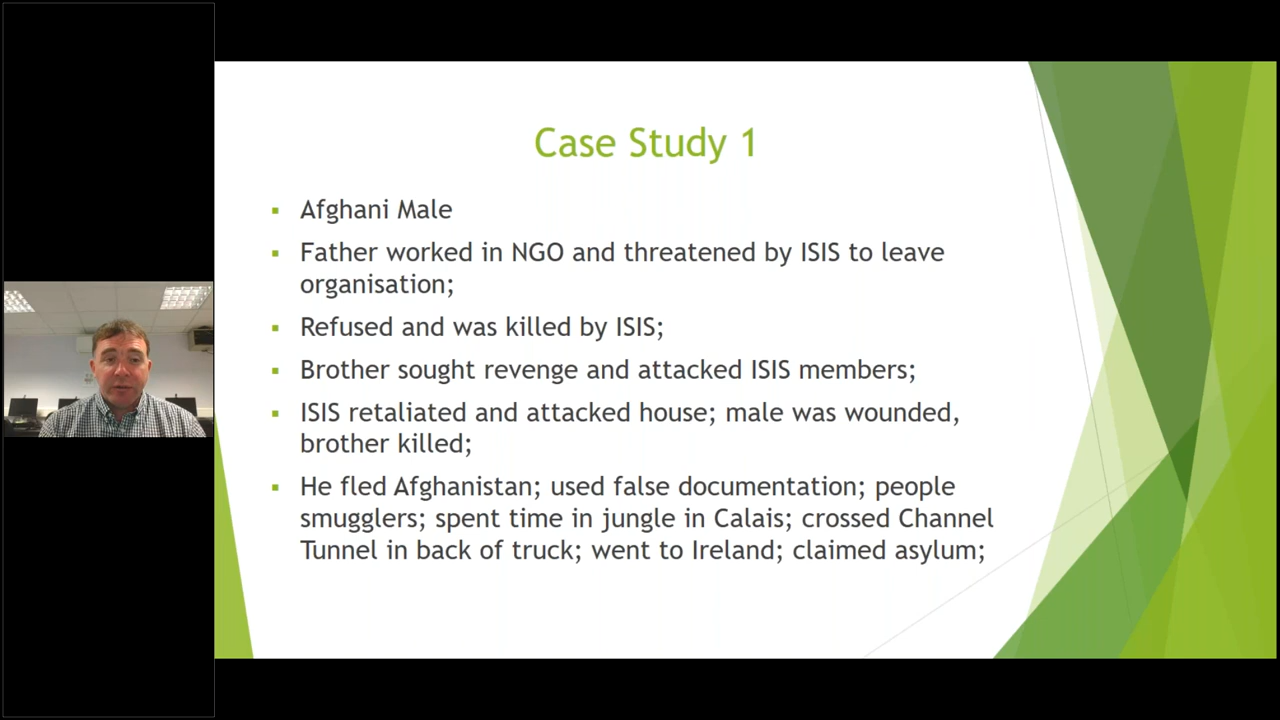 Case Study 1
Afghani Male
Father worked in NGO and threatened by ISIS to leave
organisation;
Refused and was killed by ISIS;
Brother sought revenge and attacked ISIS members;
ISIS retaliated and attacked house; male was wounded,
brother killed;
He fled Afghanistan; used false documentation; people
smugglers; spent time in jungle in Calais; crossed Channel
Tunnel in back of truck; went to Ireland; claimed asylum;